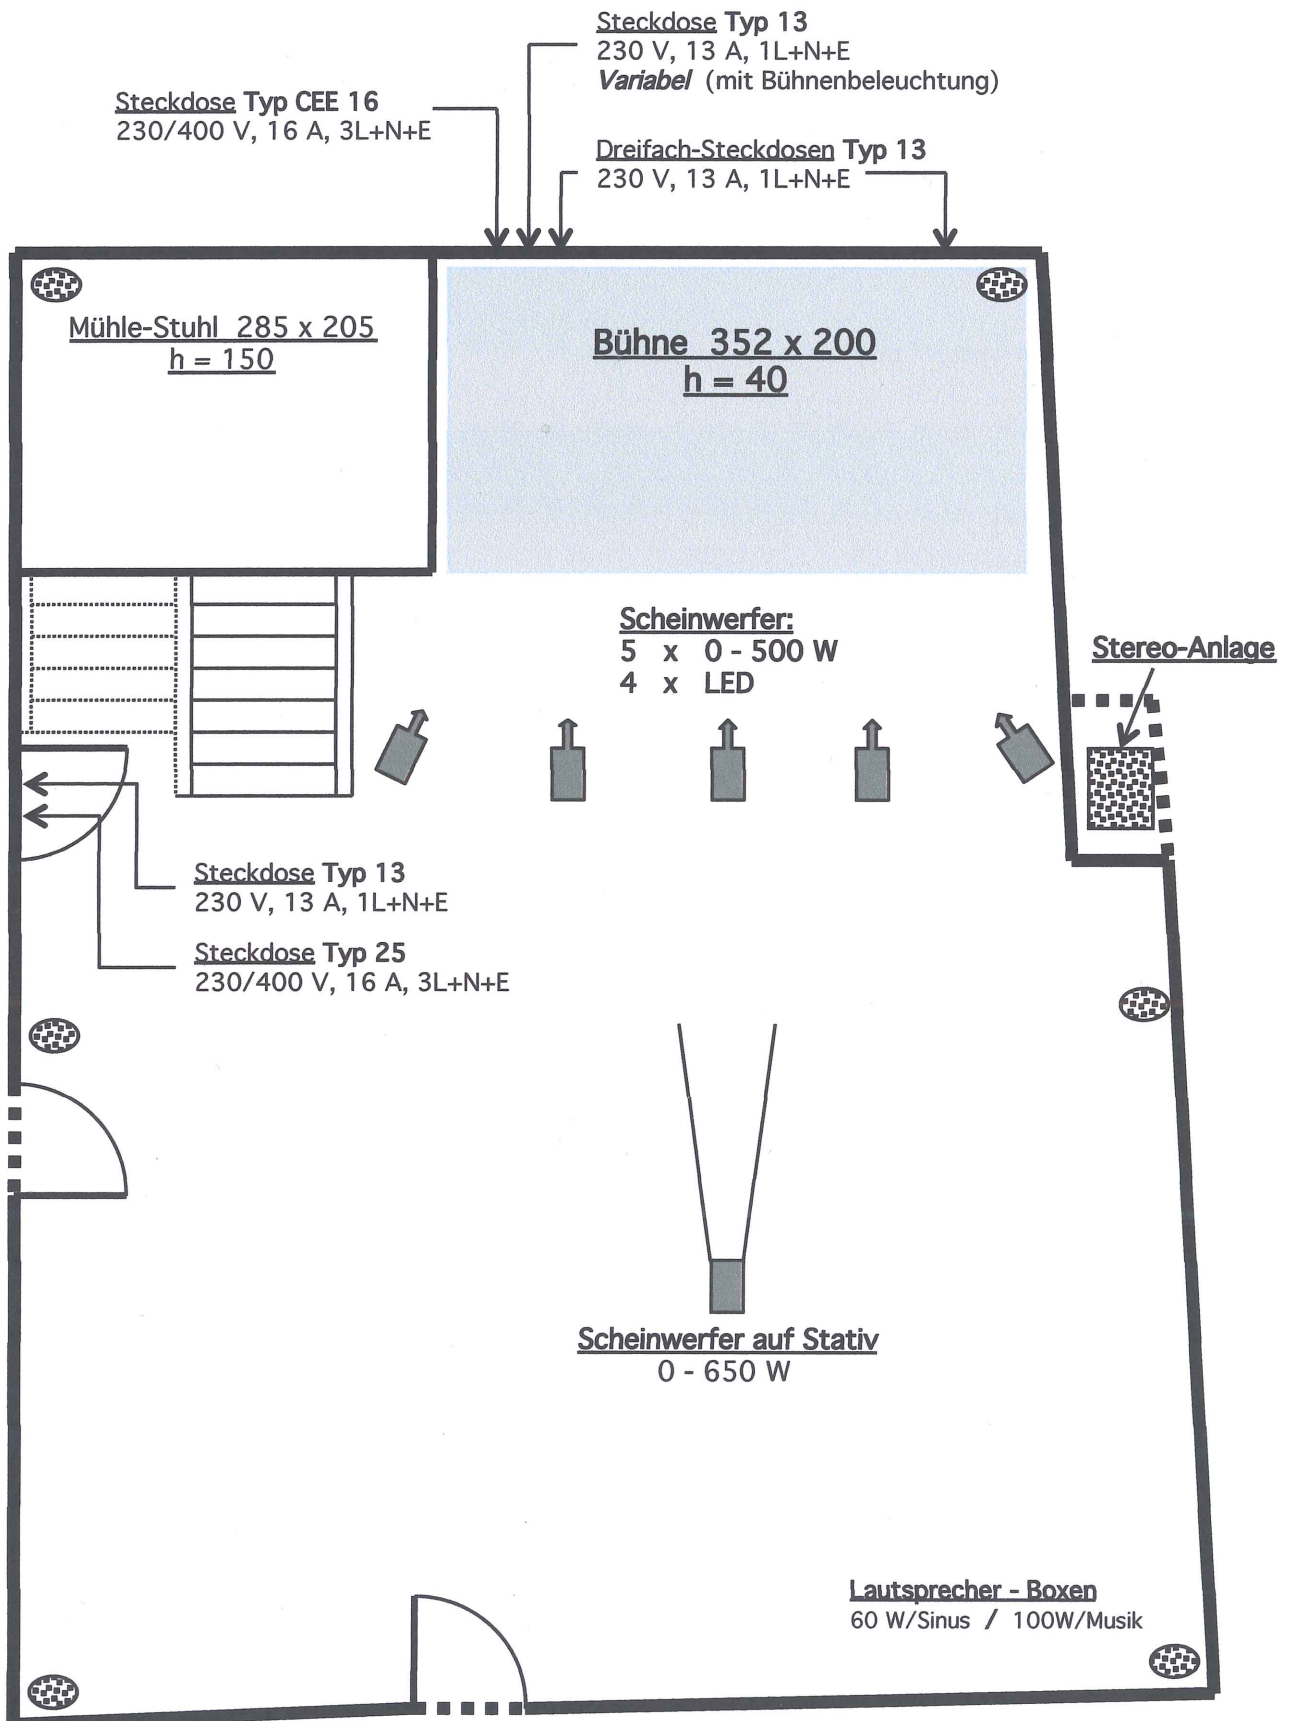 Steckdose Typ 13
230 V, 13 A, 1L+N+E
Variabel (mit Bühnenbeleuchtung)
Steckdose Typ CEE 16
230/400 V, 16 A, 3L+N+E
Dreifach-Steckdosen Typ 13
230 V, 13 A, 1L+N+E
Mühle-Stuhl 285 x 205
h = 150
Bühne 352 x 200
h = 40
Scheinwerfer:
5 x 0 - 500 W
4 x LED
Stereo-Anlage
Steckdose Typ 13
230 V, 13 A, 1L+N+E
Steckdose Typ 25
230/400 V, 16 A, 3L+N+E
Scheinwerfer auf Stativ
0 - 650 W
Lautsprecher - Boxen
60 W/Sinus / 100W/Musik